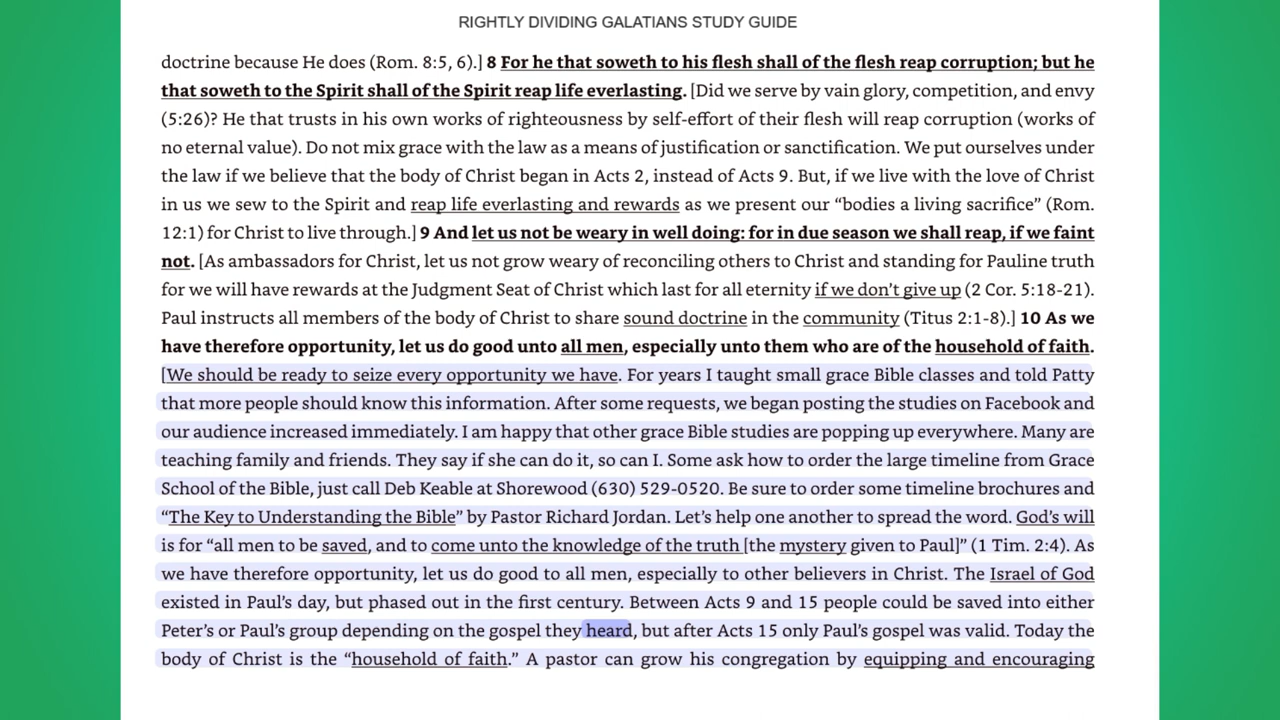 RIGHTLY DIVIDING GALATIANS STUDY GUIDE
doctrine because He does (Rom. 8:5, 6).] 8 For he that soweth to his flesh shall of the flesh reap corruption; but he
that soweth to the Spirit shall of the Spirit reap life everlasting. [Did we serve by vain glory, competition, and envy
(5:26)? He that trusts in his own works of righteousness by self-effort of their flesh will reap corruption (works of
no eternal value). Do not mix grace with the law as a means of justification or sanctification. We put ourselves under
the law if we believe that the body of Christ began in Acts 2, instead of Acts 9. But, if we live with the love of Christ
in us we sew to the Spirit and reap life everlasting and rewards as we present our “bodies a living sacrifice” (Rom.
12:1) for Christ to live through.] 9 And let us not be weary in well doing: for in due season we shall reap, if we faint
not. [As ambassadors for Christ, let us not grow weary of reconciling others to Christ and standing for Pauline truth
for we will have rewards at the Judgment Seat of Christ which last for all eternity if we don’t give up (2 Cor. 5:18-21).
Paul instructs all members of the body of Christ to share sound doctrine in the community (Titus 2:1-8).] 10 As we
have therefore opportunity, let us do good unto all men, especially unto them who are of the household of faith.
[We should be ready to seize every opportunity we have. For years I taught small grace Bible classes and told Patty
that more people should know this information. After some requests, we began posting the studies on Facebook and
our audience increased immediately. I am happy that other grace Bible studies are popping up everywhere. Many are
teaching family and friends. They say if she can do it, so can I. Some ask how to order the large timeline from Grace
School of the Bible, just call Deb Keable at Shorewood (630) 529-0520. Be sure to order some timeline brochures and
“The Key to Understanding the Bible” by Pastor Richard Jordan. Let’s help one another to spread the word. God’s will
is for “all men to be saved, and to come unto the knowledge of the truth [the mystery given to Paul]” (1 Tim. 2:4). As
we have therefore opportunity, let us do good to all men, especially to other believers in Christ. The Israel of God
existed in Paul’s day, but phased out in the first century. Between Acts 9 and 15 people could be saved into either
Peter’s or Paul’s group depending on the gospel they heard, but after Acts 15 only Paul’s gospel was valid. Today the
body of Christ is the “household of faith.” A pastor can grow his congregation by equipping and encouraging